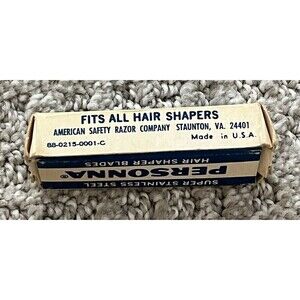 FITS ALL HAIR SHAPERS
AMERICAN SAFETY RAZOR COMPANY STAUNTON, VA. 24401
88-0215-0001-C Made in U.S.A.
SUPER STAINLESS STEEL
PERSONNA®
HAIR SHAPER BLADES